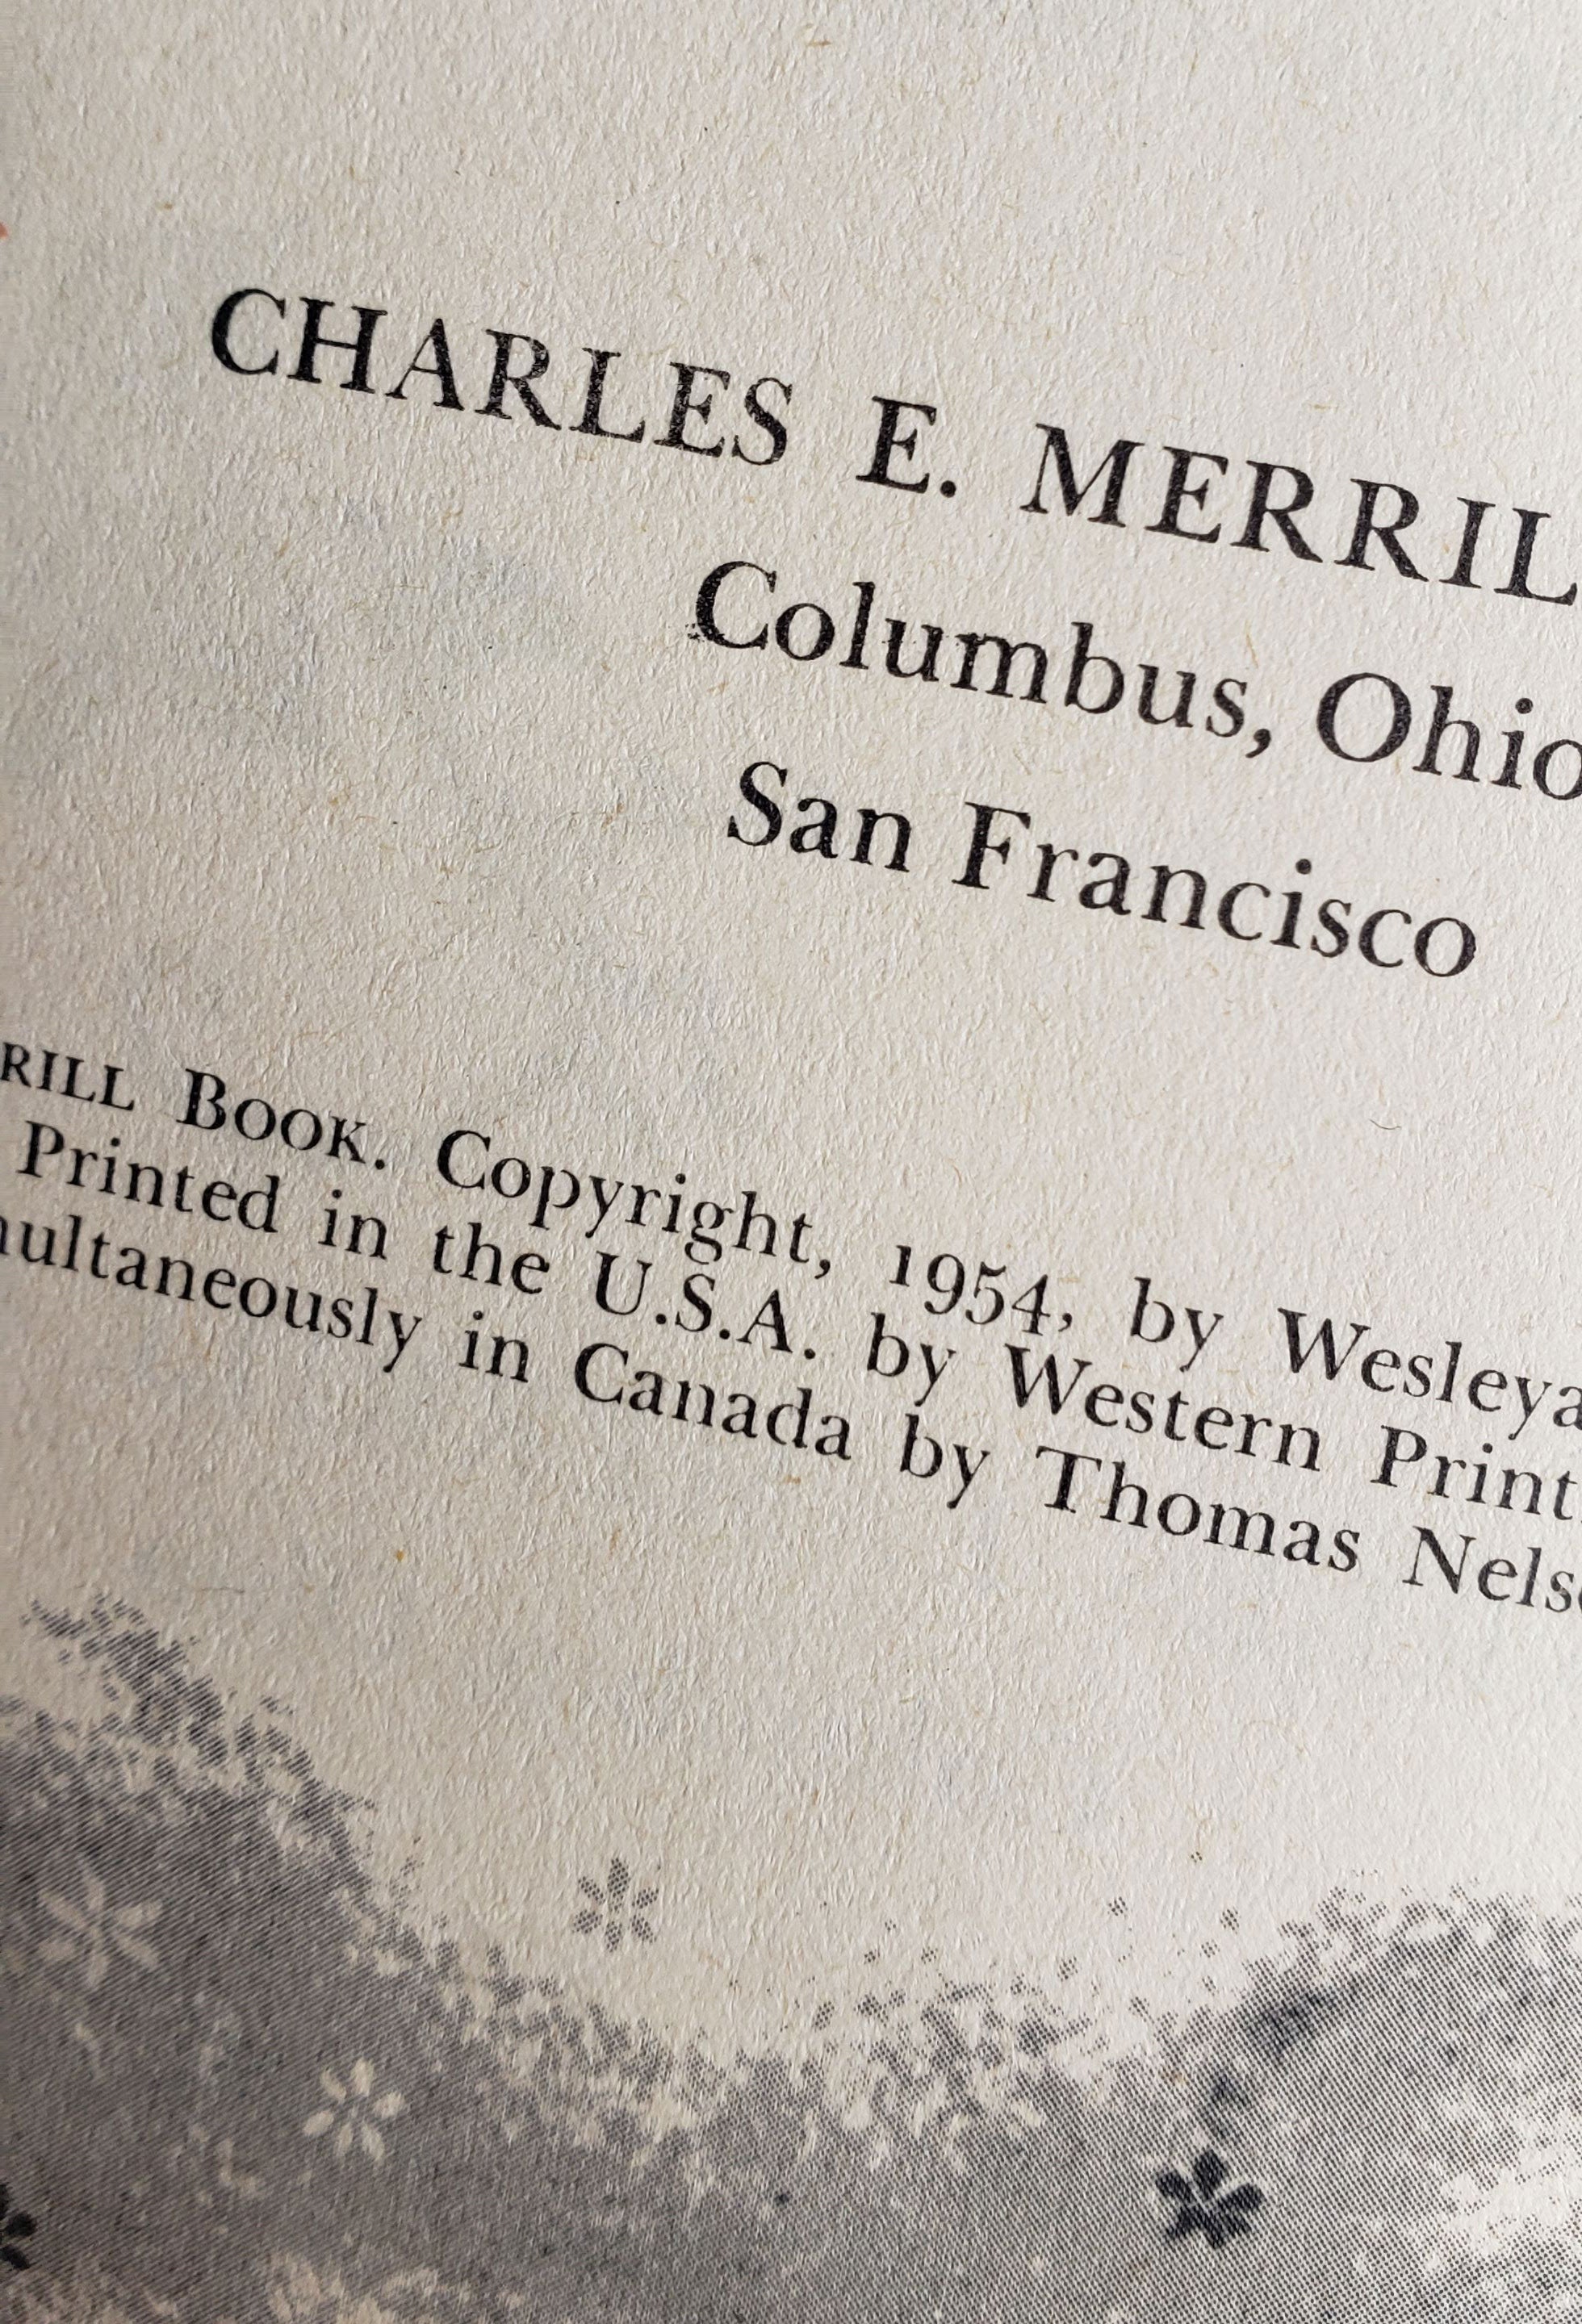 CHARLES E. MERRIL
Columbus, Ohio
San Francisco
RILL BOOK. Copyright, 1954, by Wesleya
Printed in the U.S.A. by Western Print
multaneously in Canada by Thomas Nels